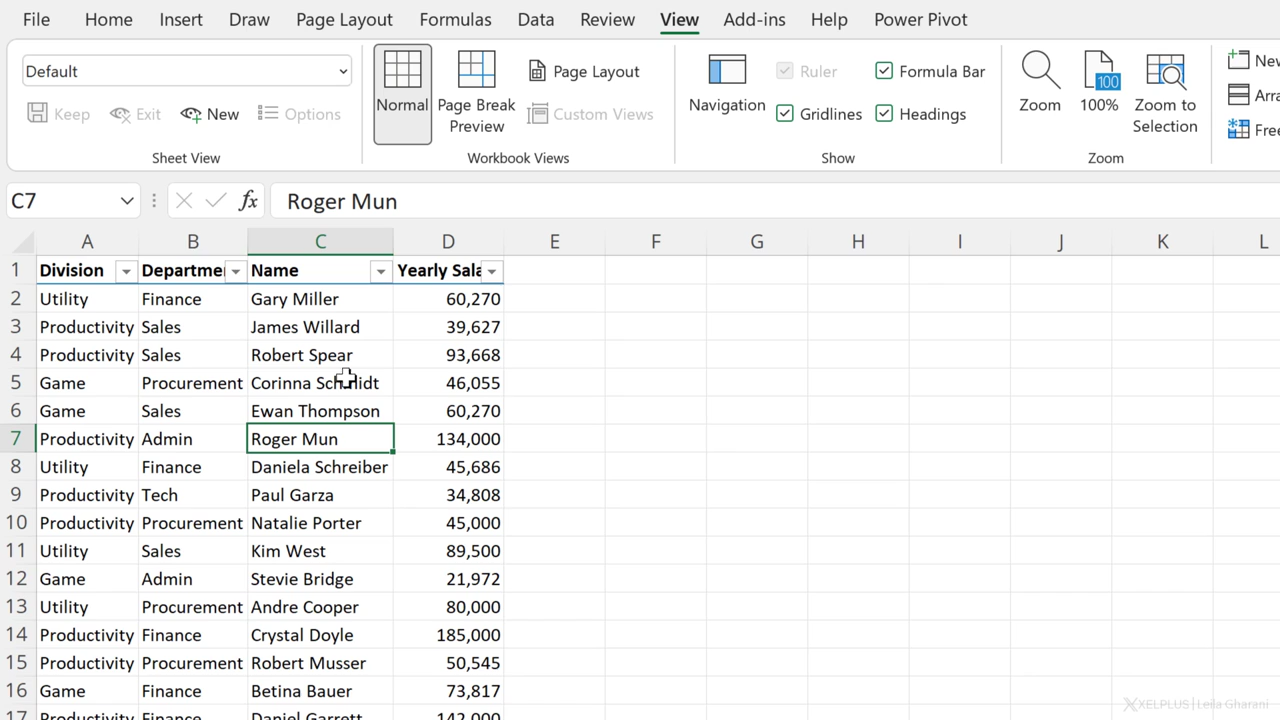 File Home Insert Draw Page Layout Formulas Data Review View Add-ins Help Power Pivot
Default
Keep Exit New Options
Sheet View
Normal
Page Break
Preview
Page Layout
Custom Views
Workbook Views
Navigation
Ruler Formula Bar
Gridlines Headings
Show
Zoom
100
100%
Zoom to
Selection
Zoom
New
Arra
Free
C7 fx Roger Mun
A B C D E F G H I J K L
1 Division Departme Name Yearly Sala
2 Utility Finance Gary Miller 60,270
3 Productivity Sales James Willard 39,627
4 Productivity Sales Robert Spear 93,668
5 Game Procurement Corinna Schmidt 46,055
6 Game Sales Ewan Thompson 60,270
7 Productivity Admin Roger Mun 134,000
8 Utility Finance Daniela Schreiber 45,686
9 Productivity Tech Paul Garza 34,808
10 Productivity Procurement Natalie Porter 45,000
11 Utility Sales Kim West 89,500
12 Game Admin Stevie Bridge 21,972
13 Utility Procurement Andre Cooper 80,000
14 Productivity Finance Crystal Doyle 185,000
15 Productivity Procurement Robert Musser 50,545
16 Game Finance Betina Bauer 73,817
17 Productivity Finance Daniel Garrett 142,000
XELPLUS | Leila Gharani